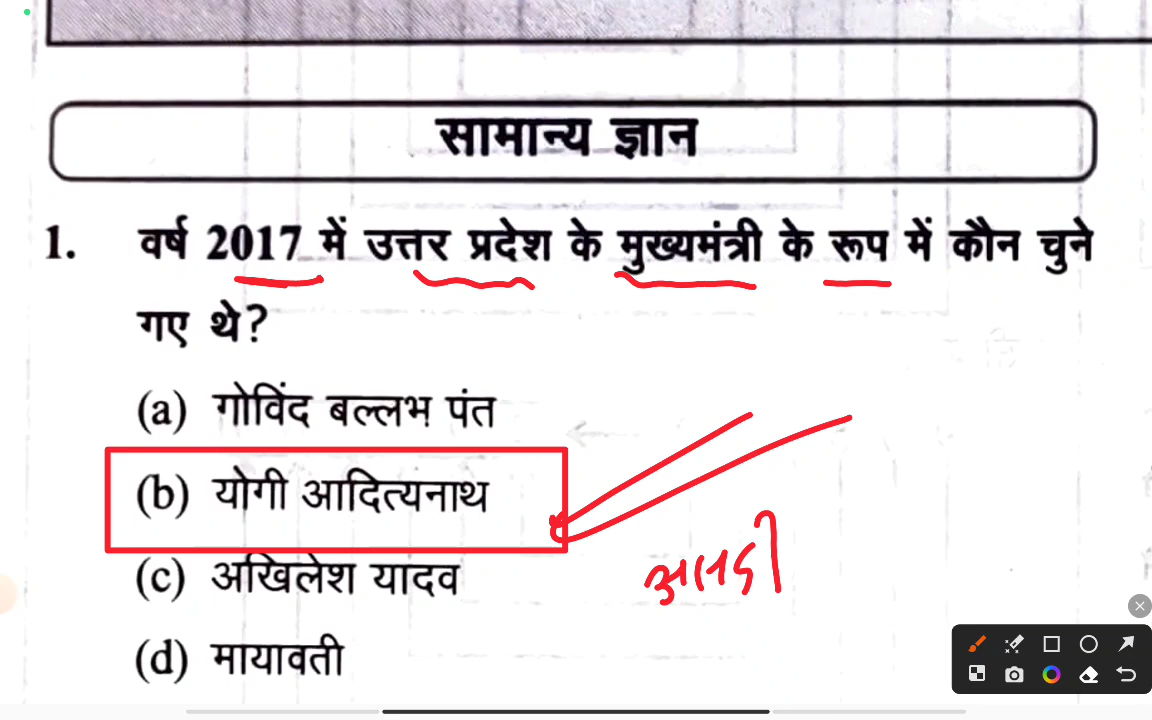 सामान्य ज्ञान
1. वर्ष 2017 में उत्तर प्रदेश के मुख्यमंत्री के रूप में कौन चुने
गए थे?
(a) गोविंद बल्लभ पंत
(b) योगी आदित्यनाथ
(c) अखिलेश यादव
(d) मायावती